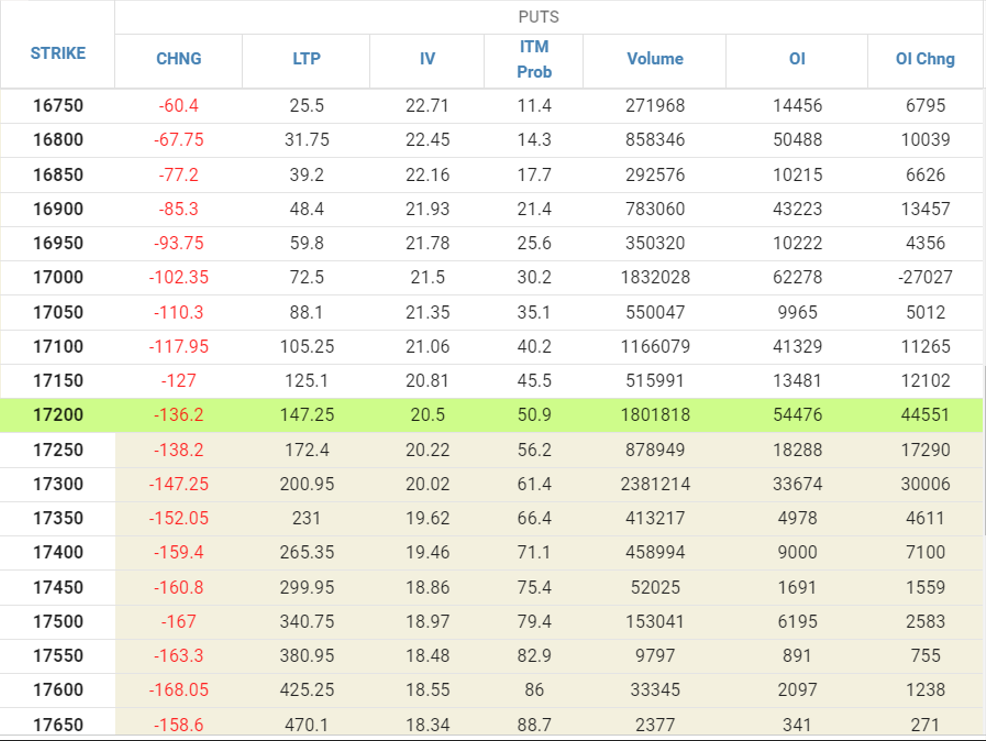 PUTS
STRIKE CHNG LTP IV ITM Prob Volume OI OI Chng
16750 -60.4 25.5 22.71 11.4 271968 14456 6795
16800 -67.75 31.75 22.45 14.3 858346 50488 10039
16850 -77.2 39.2 22.16 17.7 292576 10215 6626
16900 -85.3 48.4 21.93 21.4 783060 43223 13457
16950 -93.75 59.8 21.78 25.6 350320 10222 4356
17000 -102.35 72.5 21.5 30.2 1832028 62278 -27027
17050 -110.3 88.1 21.35 35.1 550047 9965 5012
17100 -117.95 105.25 21.06 40.2 1166079 41329 11265
17150 -127 125.1 20.81 45.5 515991 13481 12102
17200 -136.2 147.25 20.5 50.9 1801818 54476 44551
17250 -138.2 172.4 20.22 56.2 878949 18288 17290
17300 -147.25 200.95 20.02 61.4 2381214 33674 30006
17350 -152.05 231 19.62 66.4 413217 4978 4611
17400 -159.4 265.35 19.46 71.1 458994 9000 7100
17450 -160.8 299.95 18.86 75.4 52025 1691 1559
17500 -167 340.75 18.97 79.4 153041 6195 2583
17550 -163.3 380.95 18.48 82.9 9797 891 755
17600 -168.05 425.25 18.55 86 33345 2097 1238
17650 -158.6 470.1 18.34 88.7 2377 341 271